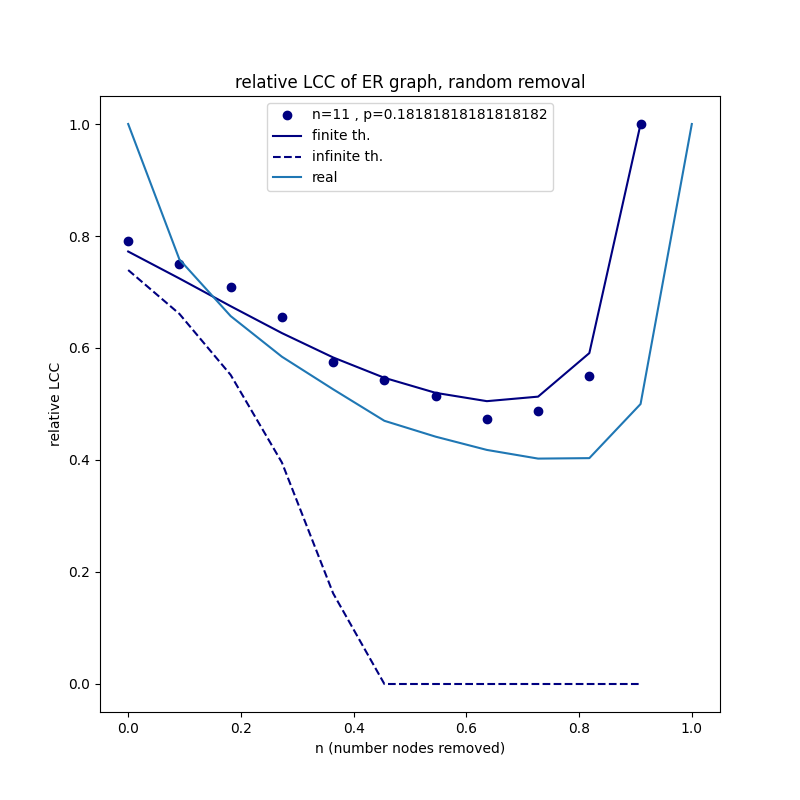 relative LCC of ER graph, random removal
n=11 , p=0.18181818181818182
finite th.
infinite th.
real
1.0
0.8
0.6
0.4
0.2
0.0
relative LCC
0.0 0.2 0.4 0.6 0.8 1.0
n (number nodes removed)